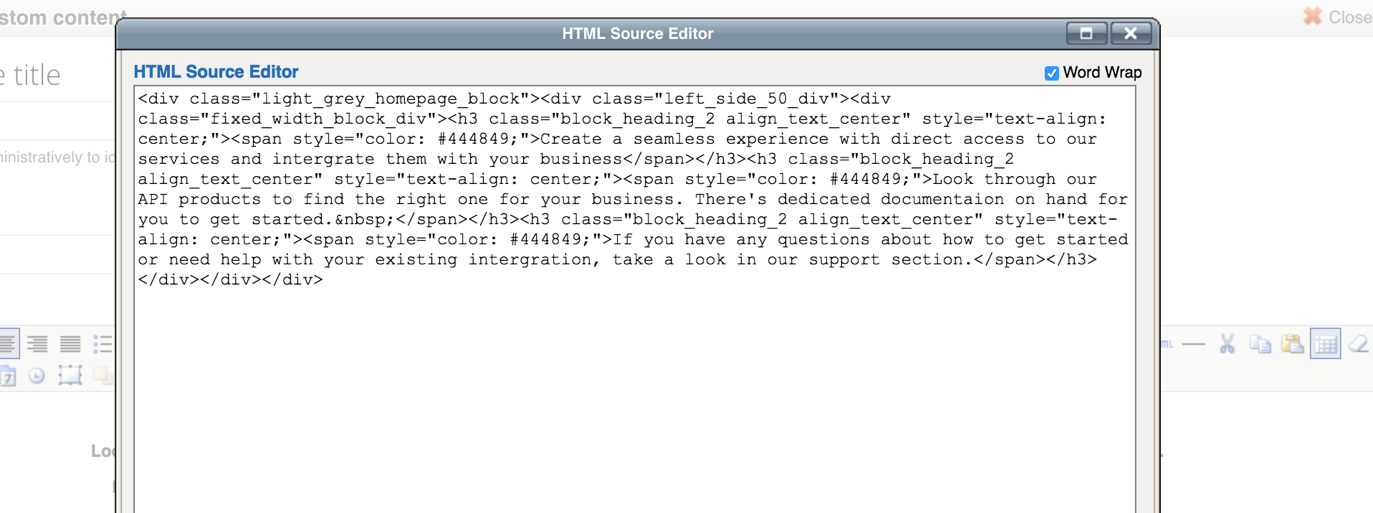 stom content
Close
HTML Source Editor
e title
HTML Source Editor
Word Wrap
<div class="light_grey_homepage_block"><div class="left_side_50_div"><div
class="fixed_width_block_div"><h3 class="block_heading_2 align_text_center" style="text-align:
center;"><span style="color: #444849;">Create a seamless experience with direct access to our
services and intergrate them with your business</span></h3><h3 class="block_heading_2
align_text_center" style="text-align: center;"><span style="color: #444849;">Look through our
API products to find the right one for your business. There's dedicated documentaion on hand for
you to get started.&nbsp;</span></h3><h3 class="block_heading_2 align_text_center" style="text-
align: center;"><span style="color: #444849;">If you have any questions about how to get started
or need help with your existing intergration, take a look in our support section.</span></h3>
</div></div></div>
ninistratively to ic
ML
7
Loo